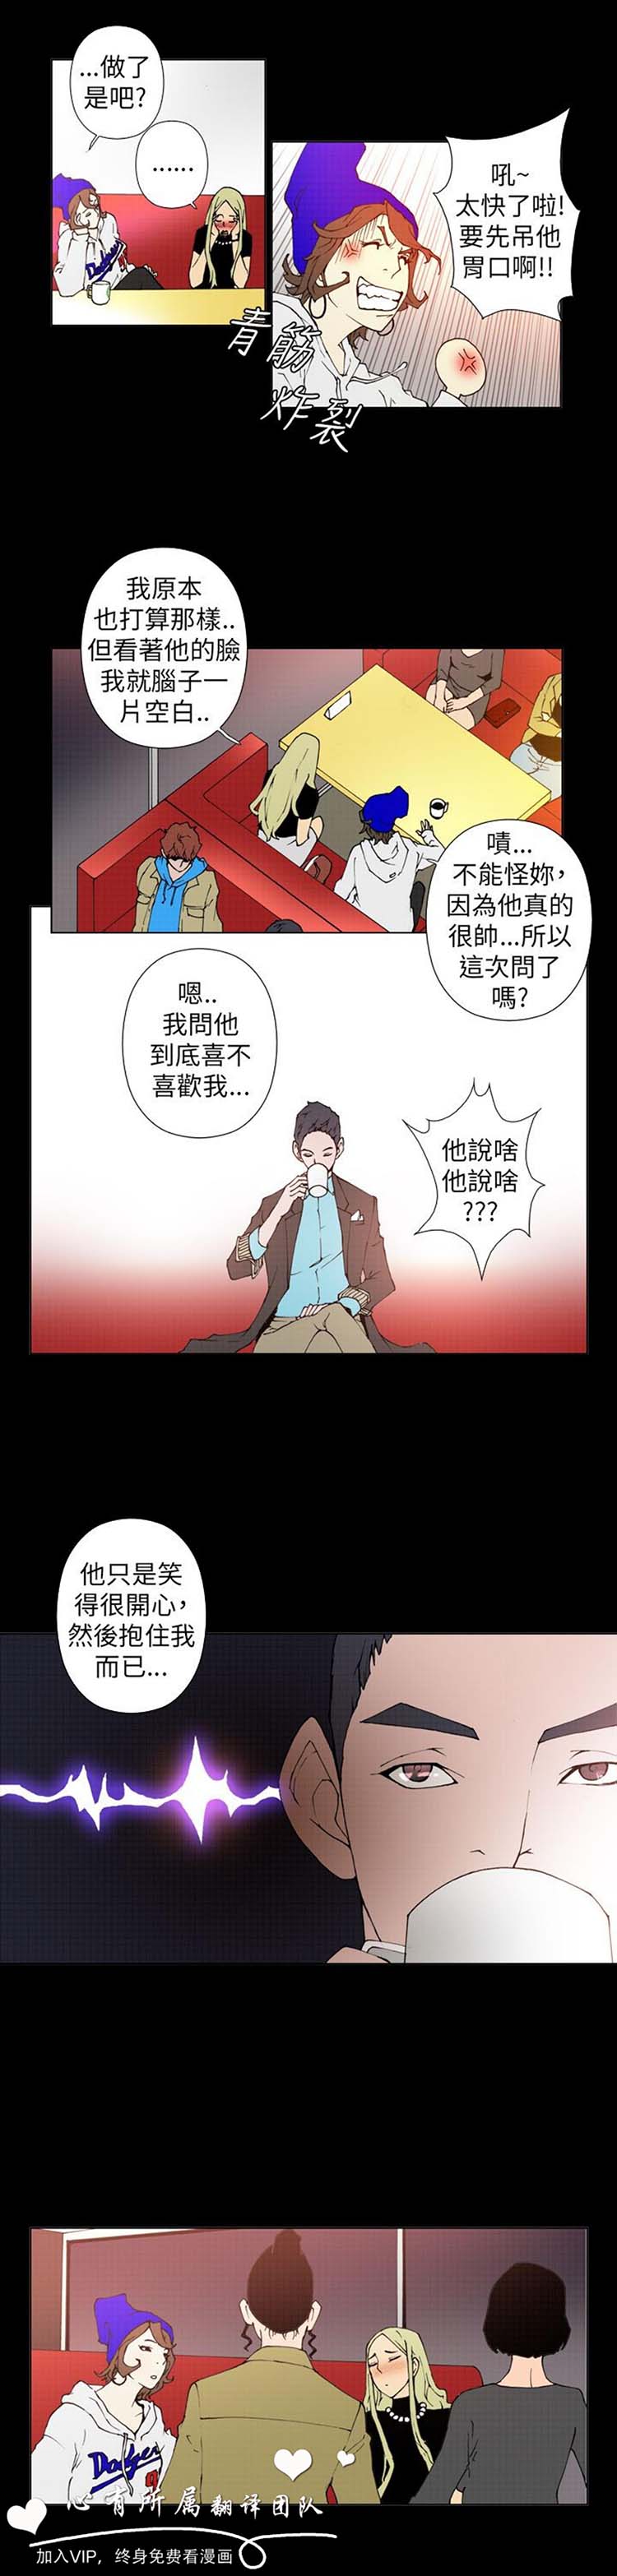 ...做了
是吧?
......
吼~
太快了啦!
要先吊他
胃口啊!!
青筋
炸裂
我原本
也打算那樣..
但看著他的臉
我就腦子一
片空白..
嘖...
不能怪妳，
因為他真的
很帥...所以
這次問了
嗎?
嗯..
我問他
到底喜不
喜歡我...
他說啥
他說啥
???
他只是笑
得很開心，
然後抱住我
而已...
心有所属翻译团队
加入VIP，终身免费看漫画